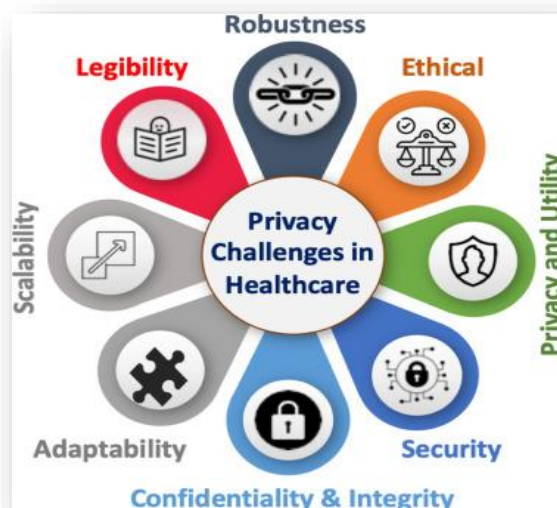 Robustness
Legibility
Ethical
Privacy
Challenges in
Healthcare
Scalability
Privacy and Utility
Adaptability
Security
Confidentiality & Integrity